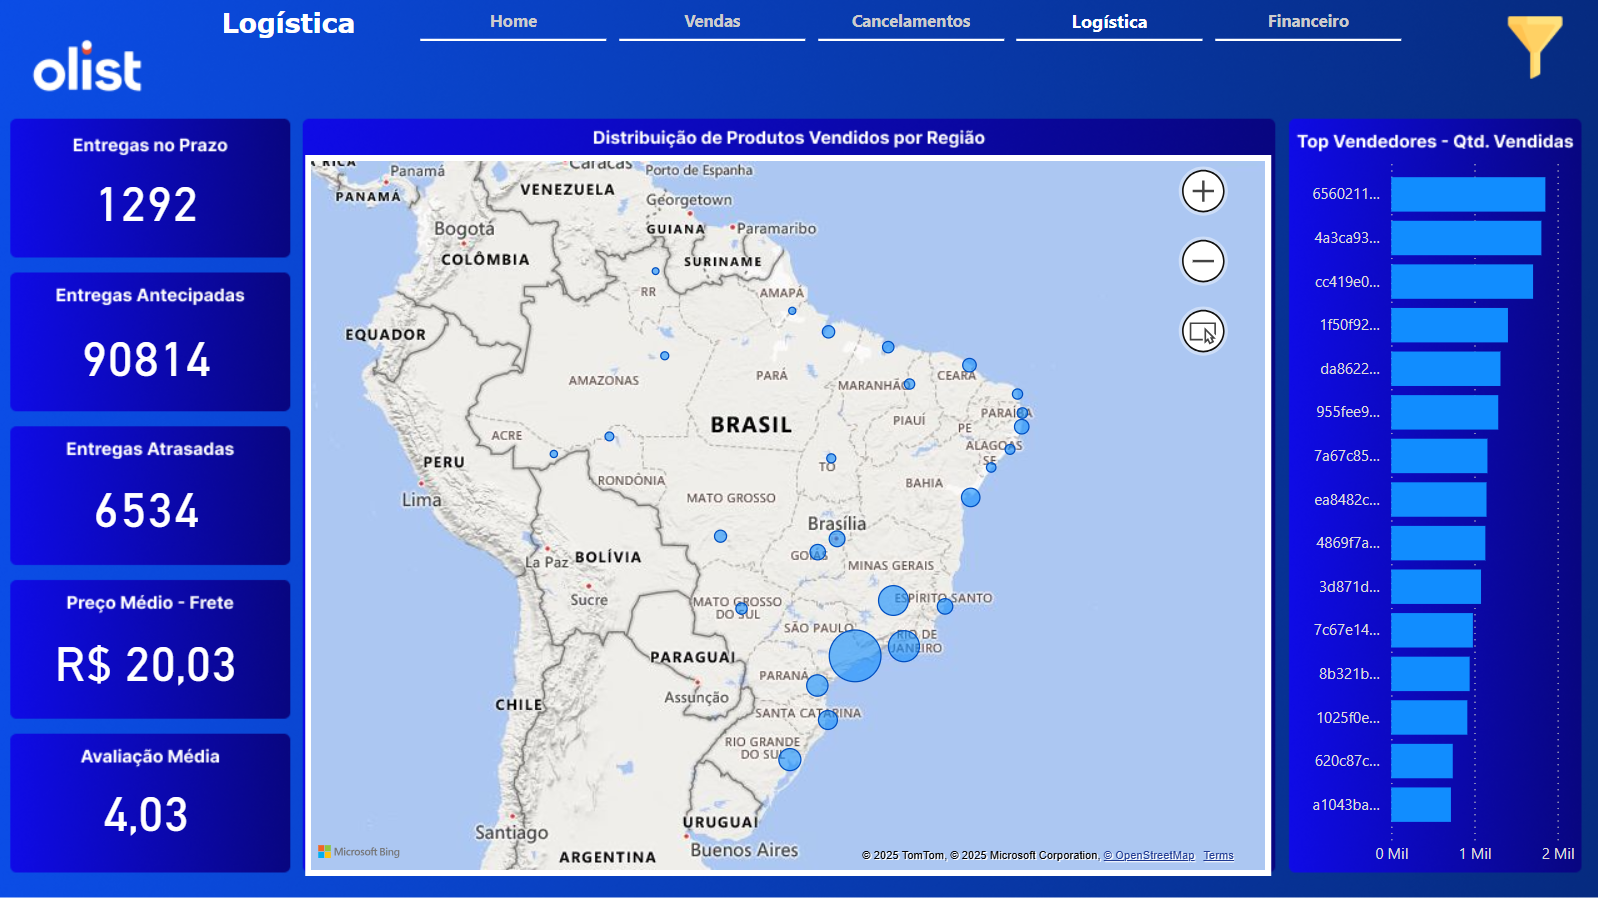 Logística
Home
Vendas
Cancelamentos
Logística
Financeiro
olist
Entregas no Prazo
1292
Entregas Antecipadas
90814
Entregas Atrasadas
6534
Preço Médio - Frete
R$ 20,03
Avaliação Média
4,03
Distribuição de Produtos Vendidos por Região
Caracas
Porto de Espanha
Panamá
PANAMÁ
VENEZUELA
Georgetown
Bogotá
GUIANA
Paramaribo
COLÔMBIA
SURINAME
RR
AMAPÁ
EQUADOR
AMAZONAS
PARÁ
MARANHÃO
CEARÁ
BRASIL
PIAUÍ
PARAÍBA
PE
ACRE
ALAGOAS
PERU
TO
SE
RONDÔNIA
BAHIA
Lima
MATO GROSSO
Brasília
La Paz
BOLÍVIA
GOIÁS
MINAS GERAIS
Sucre
MATO GROSSO
DO SUL
ESPÍRITO SANTO
SÃO PAULO
RIO DE
JANEIRO
PARAGUAI
PARANÁ
Assunção
CHILE
SANTA CATARINA
RIO GRANDE
DO SUL
URUGUAI
Santiago
Buenos Aires
ARGENTINA
Microsoft Bing
© 2025 TomTom, © 2025 Microsoft Corporation, © OpenStreetMap Terms
Top Vendedores - Qtd. Vendidas
6560211...
4a3ca93...
cc419e0...
1f50f92...
da8622...
955fee9...
7a67c85...
ea8482c...
4869f7a...
3d871d...
7c67e14...
8b321b...
1025f0e...
620c87c...
a1043ba...
0 Mil
1 Mil
2 Mil